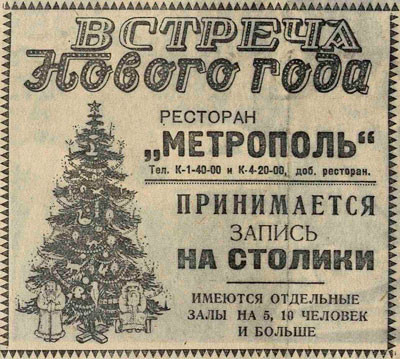 ВСТРЕЧА
Нового года
РЕСТОРАН
„МЕТРОПОЛЬ“
Тел. К-1-40-00 и К-4-20-00, доб. ресторан.
ПРИНИМАЕТСЯ
ЗАПИСЬ
НА СТОЛИКИ
ИМЕЮТСЯ ОТДЕЛЬНЫЕ
ЗАЛЫ НА 5, 10 ЧЕЛОВЕК
И БОЛЬШЕ